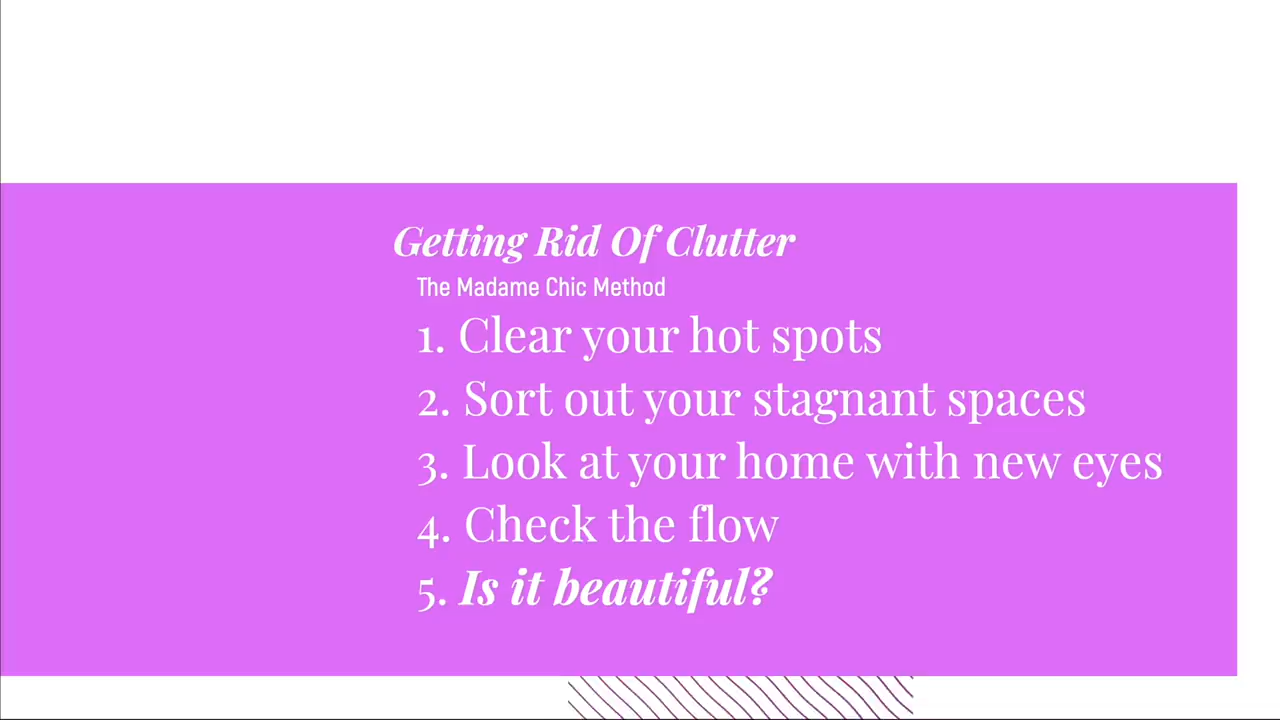 Getting Rid Of Clutter
The Madame Chic Method
1. Clear your hot spots
2. Sort out your stagnant spaces
3. Look at your home with new eyes
4. Check the flow
5. Is it beautiful?